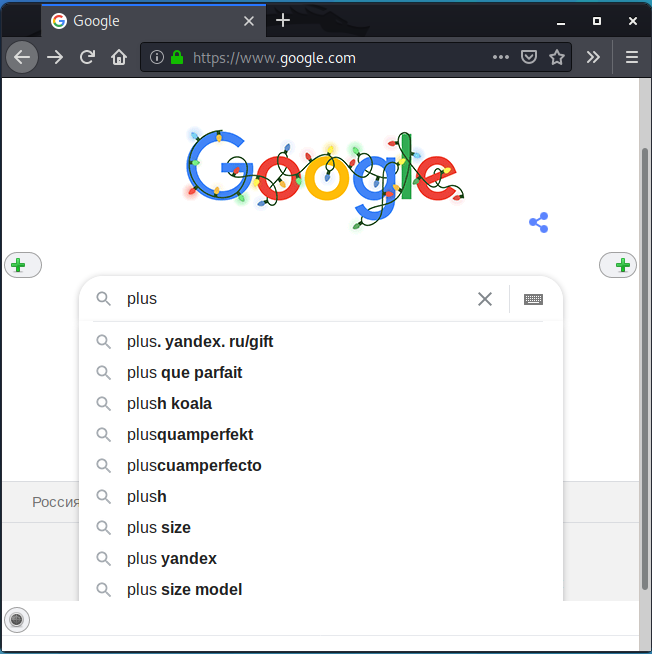 Google
https://www.google.com
Google
plus
plus. yandex. ru/gift
plus que parfait
plush koala
plusquamperfekt
pluscuamperfecto
plush
plus size
plus yandex
plus size model
Россия